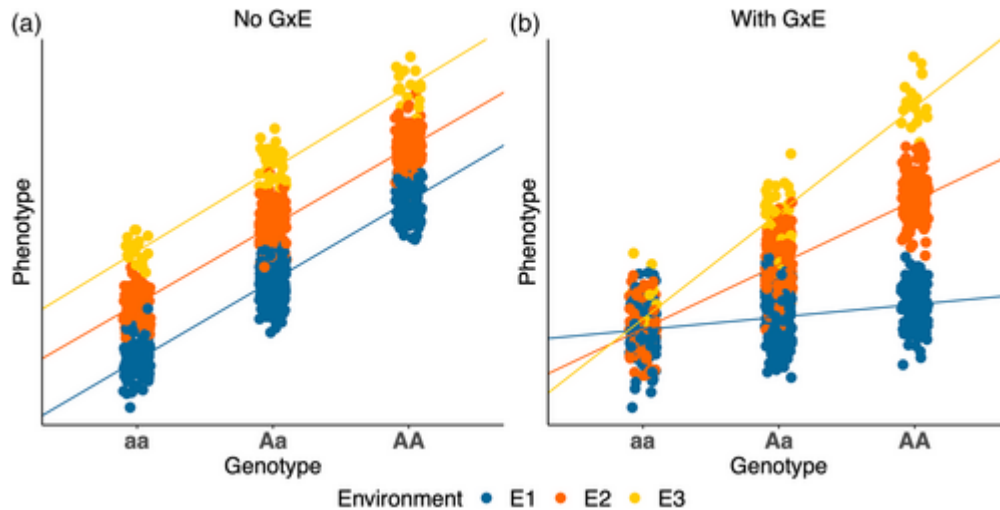 (a) No GxE
Phenotype
aa Aa AA
Genotype
(b) With GxE
Phenotype
aa Aa AA
Genotype
Environment E1 E2 E3